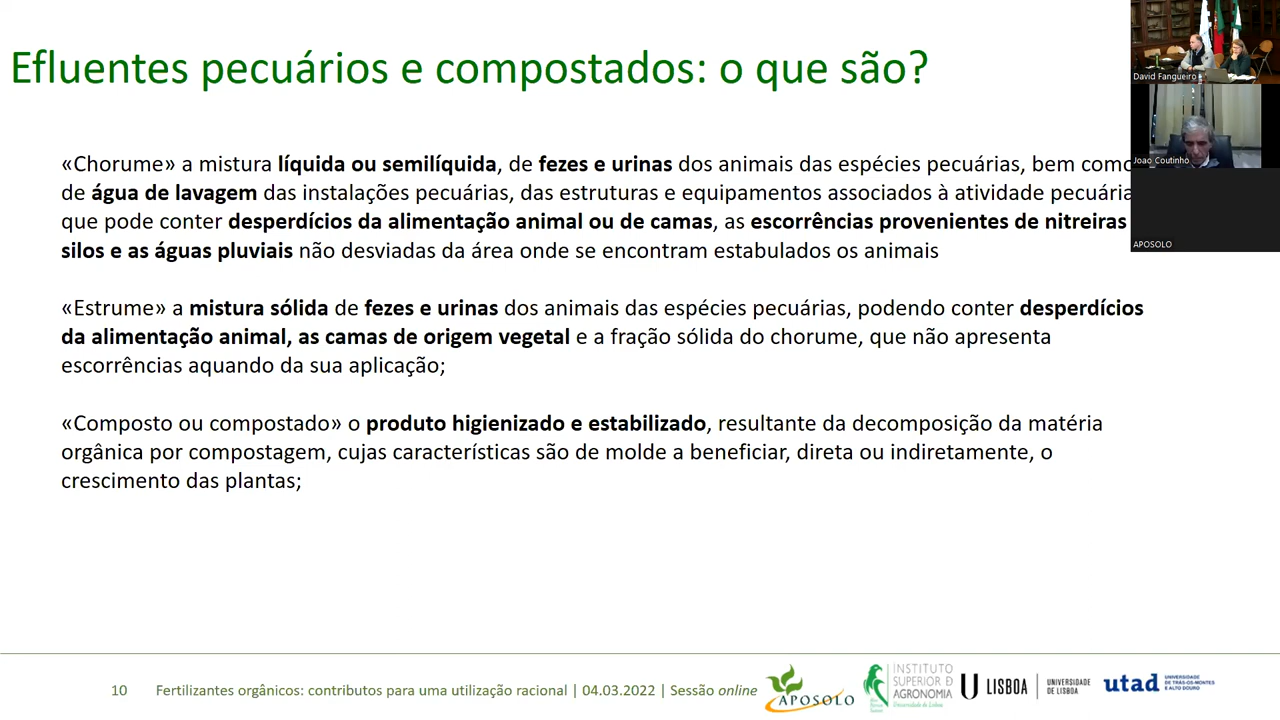 Efluentes pecuários e compostados: o que são?
David Fangueiro
Joao Coutinho
APOSOLO
«Chorume» a mistura líquida ou semilíquida, de fezes e urinas dos animais das espécies pecuárias, bem como
de água de lavagem das instalações pecuárias, das estruturas e equipamentos associados à atividade pecuária
que pode conter desperdícios da alimentação animal ou de camas, as escorrências provenientes de nitreiras
silos e as águas pluviais não desviadas da área onde se encontram estabulados os animais
«Estrume» a mistura sólida de fezes e urinas dos animais das espécies pecuárias, podendo conter desperdícios
da alimentação animal, as camas de origem vegetal e a fração sólida do chorume, que não apresenta
escorrências aquando da sua aplicação;
«Composto ou compostado» o produto higienizado e estabilizado, resultante da decomposição da matéria
orgânica por compostagem, cujas características são de molde a beneficiar, direta ou indiretamente, o
crescimento das plantas;
10 Fertilizantes orgânicos: contributos para uma utilização racional | 04.03.2022 | Sessão online
APOSOLO
INSTITUTO
SUPERIOR D
AGRONOMIA
Universidade de Lisboa
U LISBOA
UNIVERSIDADE
DE LISBOA
utad
UNIVERSIDADE
DE TRÁS-OS-MONTES
E ALTO DOURO